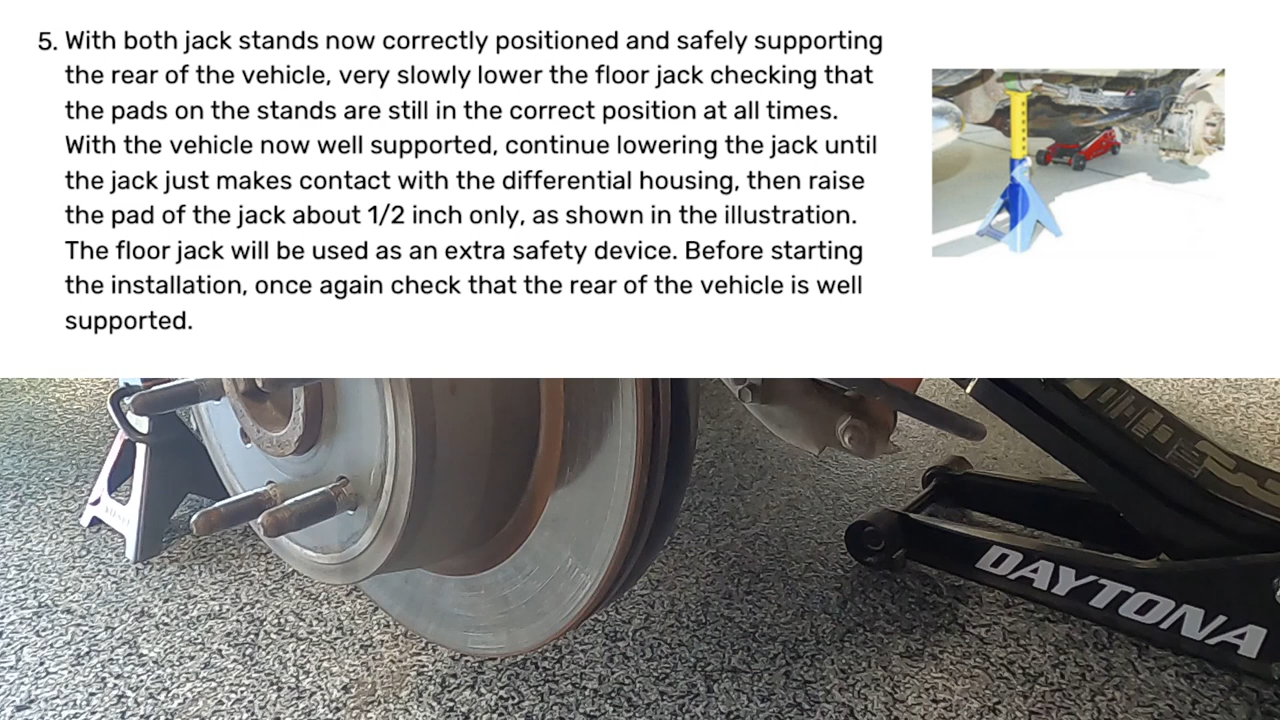 5. With both jack stands now correctly positioned and safely supporting
the rear of the vehicle, very slowly lower the floor jack checking that
the pads on the stands are still in the correct position at all times.
With the vehicle now well supported, continue lowering the jack until
the jack just makes contact with the differential housing, then raise
the pad of the jack about 1/2 inch only, as shown in the illustration.
The floor jack will be used as an extra safety device. Before starting
the installation, once again check that the rear of the vehicle is well
supported.
DAYTONA